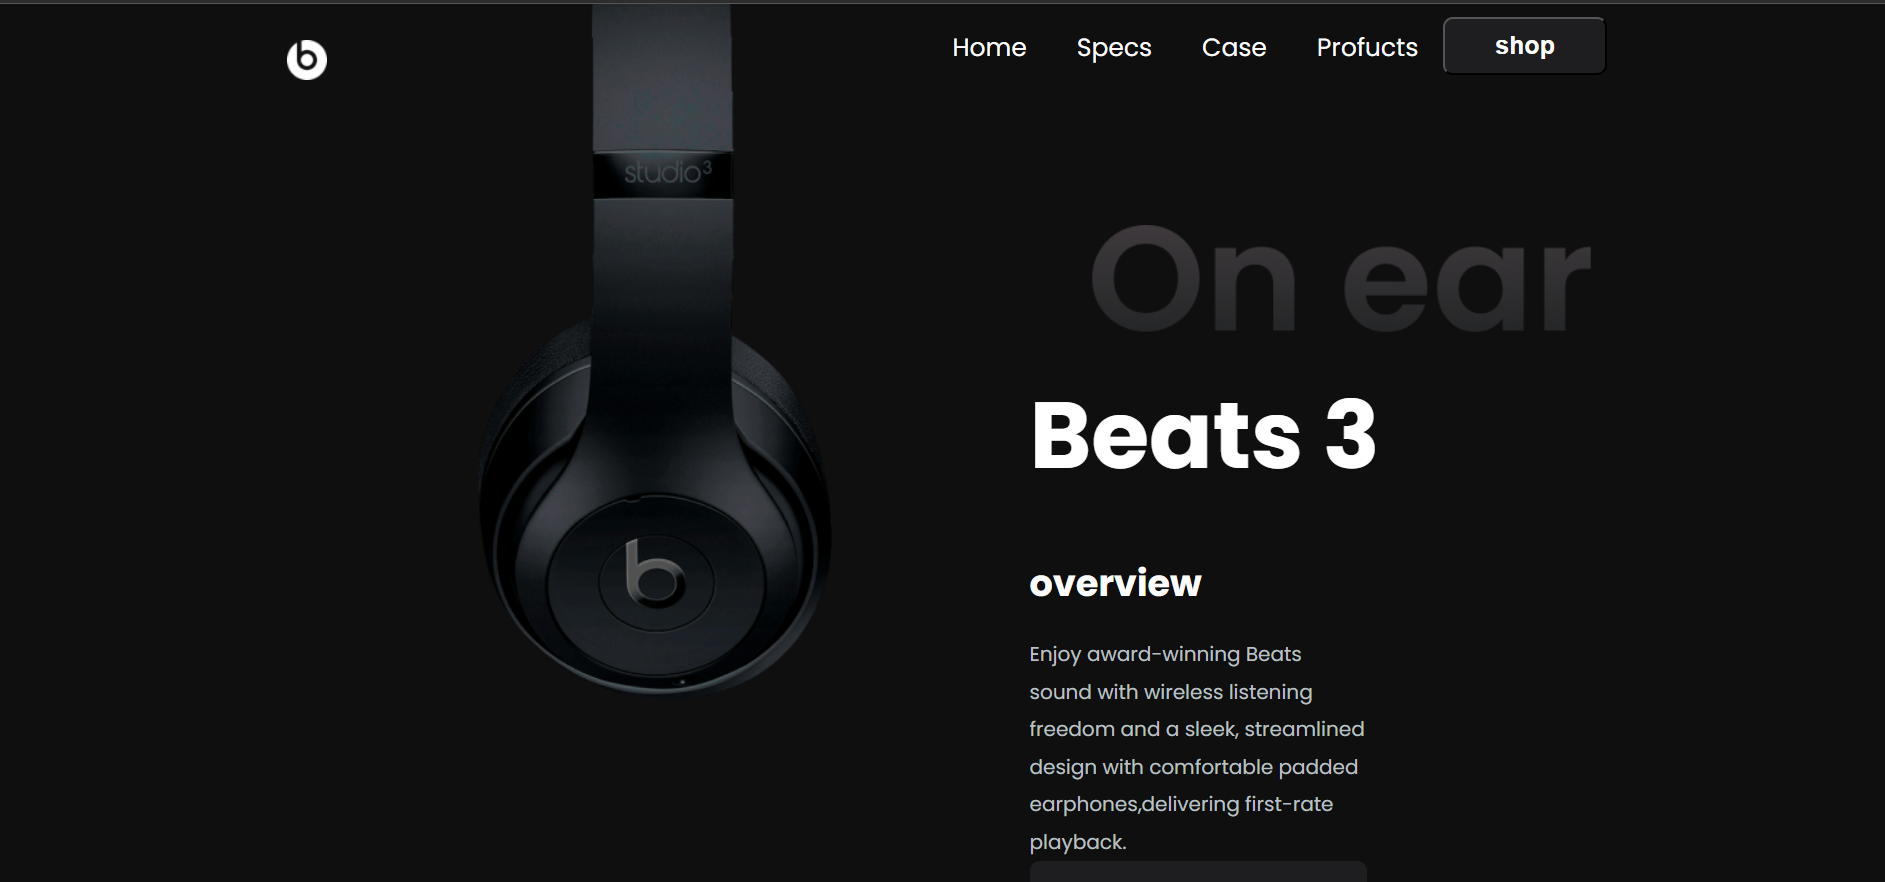 Home Specs Case Profucts shop
studio3
On ear
Beats 3
overview
Enjoy award-winning Beats
sound with wireless listening
freedom and a sleek, streamlined
design with comfortable padded
earphones,delivering first-rate
playback.